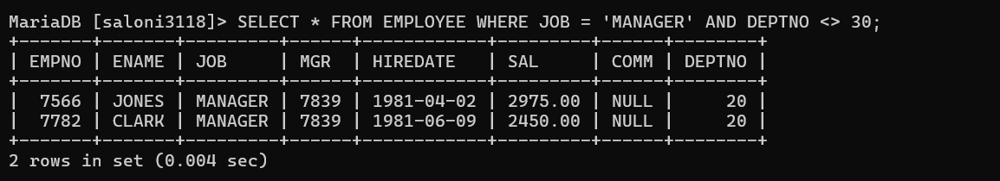 MariaDB [saloni3118]> SELECT * FROM EMPLOYEE WHERE JOB = 'MANAGER' AND DEPTNO <> 30;
+-------+-------+---------+------+------------+---------+------+--------+
| EMPNO | ENAME | JOB     | MGR  | HIREDATE   | SAL     | COMM | DEPTNO |
+-------+-------+---------+------+------------+---------+------+--------+
|  7566 | JONES | MANAGER | 7839 | 1981-04-02 | 2975.00 | NULL |     20 |
|  7782 | CLARK | MANAGER | 7839 | 1981-06-09 | 2450.00 | NULL |     20 |
+-------+-------+---------+------+------------+---------+------+--------+
2 rows in set (0.004 sec)